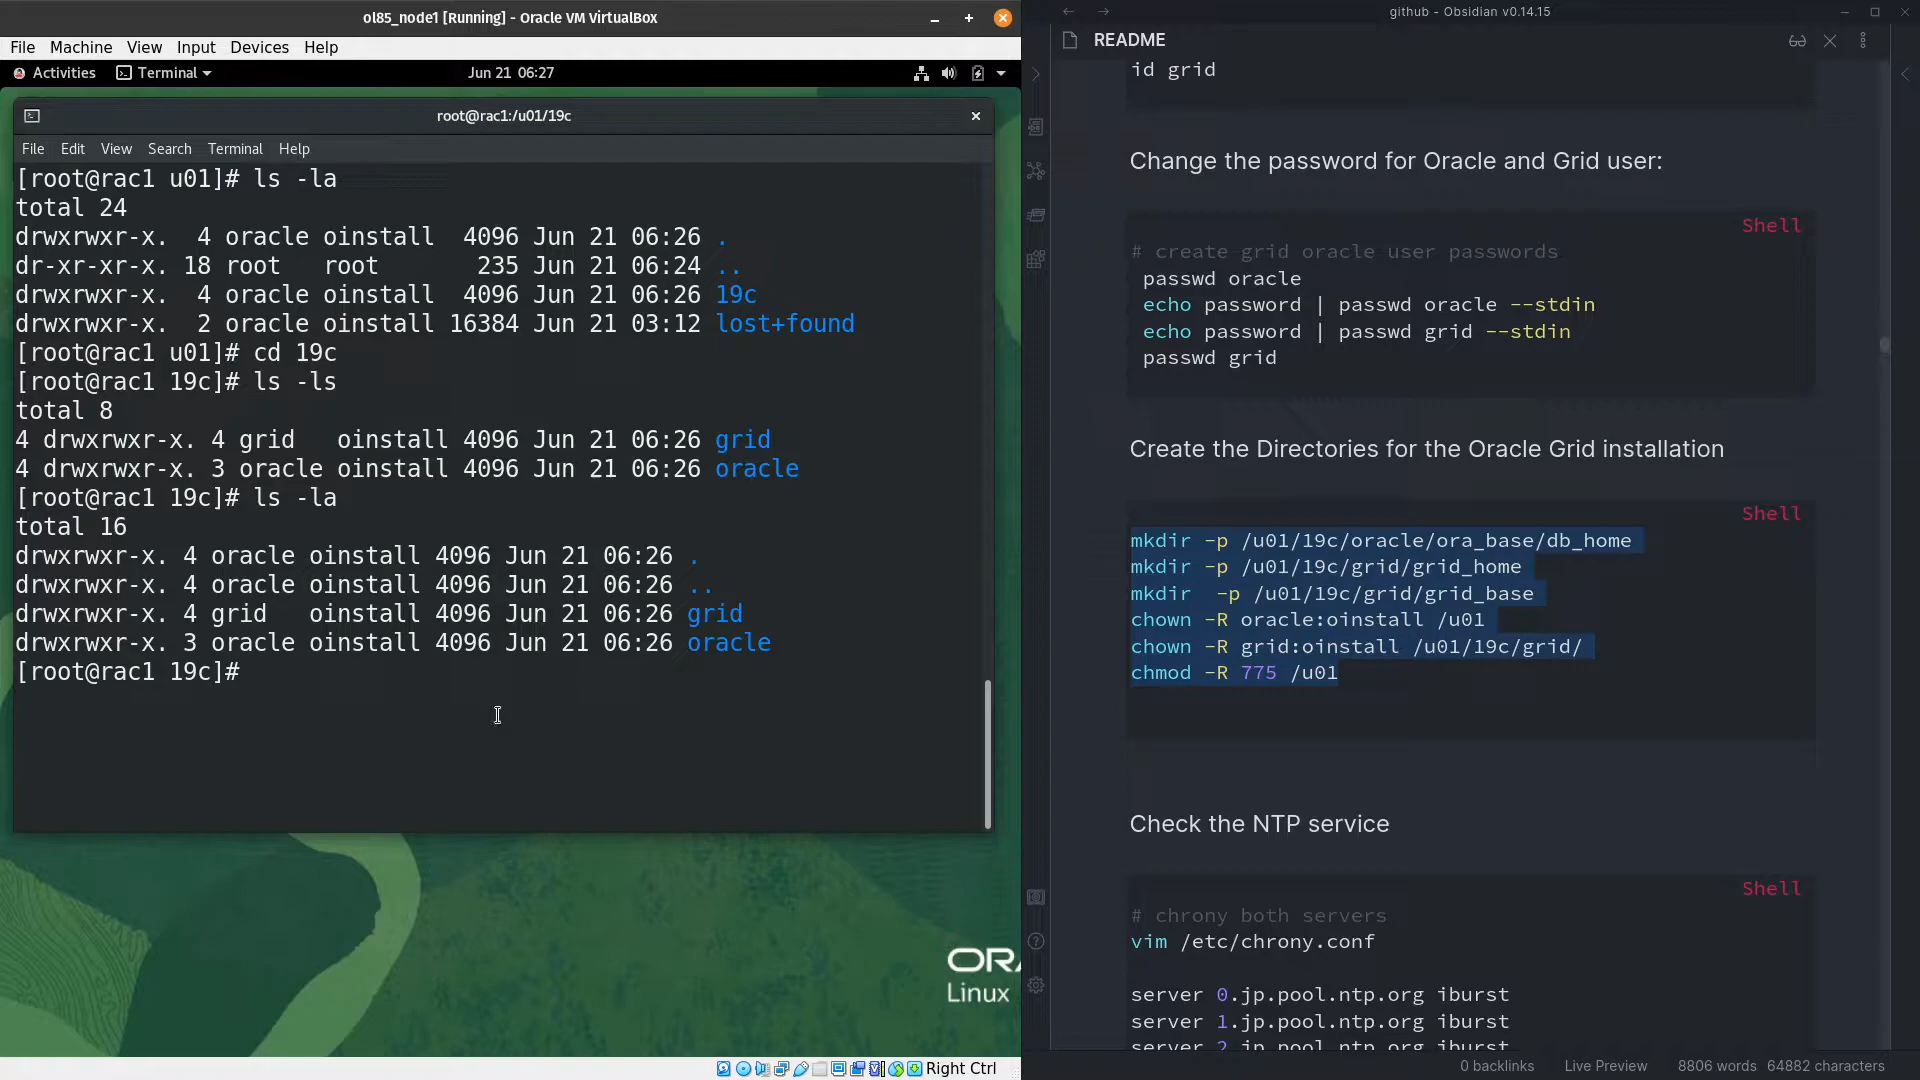 ol85_node1 [Running] - Oracle VM VirtualBox
File Machine View Input Devices Help
Activities Terminal Jun 21 06:27
root@rac1:/u01/19c
File Edit View Search Terminal Help
[root@rac1 u01]# ls -la
total 24
drwxrwxr-x.  4 oracle oinstall  4096 Jun 21 06:26 .
dr-xr-xr-x. 18 root   root       235 Jun 21 06:24 ..
drwxrwxr-x.  4 oracle oinstall  4096 Jun 21 06:26 19c
drwxrwxr-x.  2 oracle oinstall 16384 Jun 21 03:12 lost+found
[root@rac1 u01]# cd 19c
[root@rac1 19c]# ls -ls
total 8
4 drwxrwxr-x. 4 grid   oinstall 4096 Jun 21 06:26 grid
4 drwxrwxr-x. 3 oracle oinstall 4096 Jun 21 06:26 oracle
[root@rac1 19c]# ls -la
total 16
drwxrwxr-x. 4 oracle oinstall 4096 Jun 21 06:26 .
drwxrwxr-x. 4 oracle oinstall 4096 Jun 21 06:26 ..
drwxrwxr-x. 4 grid   oinstall 4096 Jun 21 06:26 grid
drwxrwxr-x. 3 oracle oinstall 4096 Jun 21 06:26 oracle
[root@rac1 19c]#
ORA
Linux
Right Ctrl
github - Obsidian v0.14.15
README
id grid
Change the password for Oracle and Grid user:
Shell
# create grid oracle user passwords
passwd oracle
echo password | passwd oracle --stdin
echo password | passwd grid --stdin
passwd grid
Create the Directories for the Oracle Grid installation
Shell
mkdir -p /u01/19c/oracle/ora_base/db_home
mkdir -p /u01/19c/grid/grid_home
mkdir  -p /u01/19c/grid/grid_base
chown -R oracle:oinstall /u01
chown -R grid:oinstall /u01/19c/grid/
chmod -R 775 /u01
Check the NTP service
Shell
# chrony both servers
vim /etc/chrony.conf
server 0.jp.pool.ntp.org iburst
server 1.jp.pool.ntp.org iburst
server 2.jp.pool.ntp.org iburst
0 backlinks Live Preview 8806 words 64882 characters